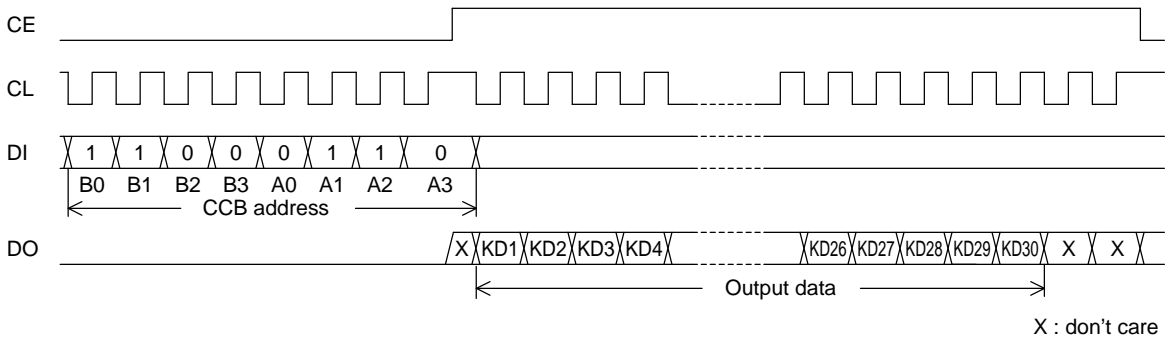 CE
CL
DI 1 1 0 0 0 1 1 0
B0 B1 B2 B3 A0 A1 A2 A3
CCB address
DO X KD1 KD2 KD3 KD4 KD26 KD27 KD28 KD29 KD30 X X
Output data
X : don't care